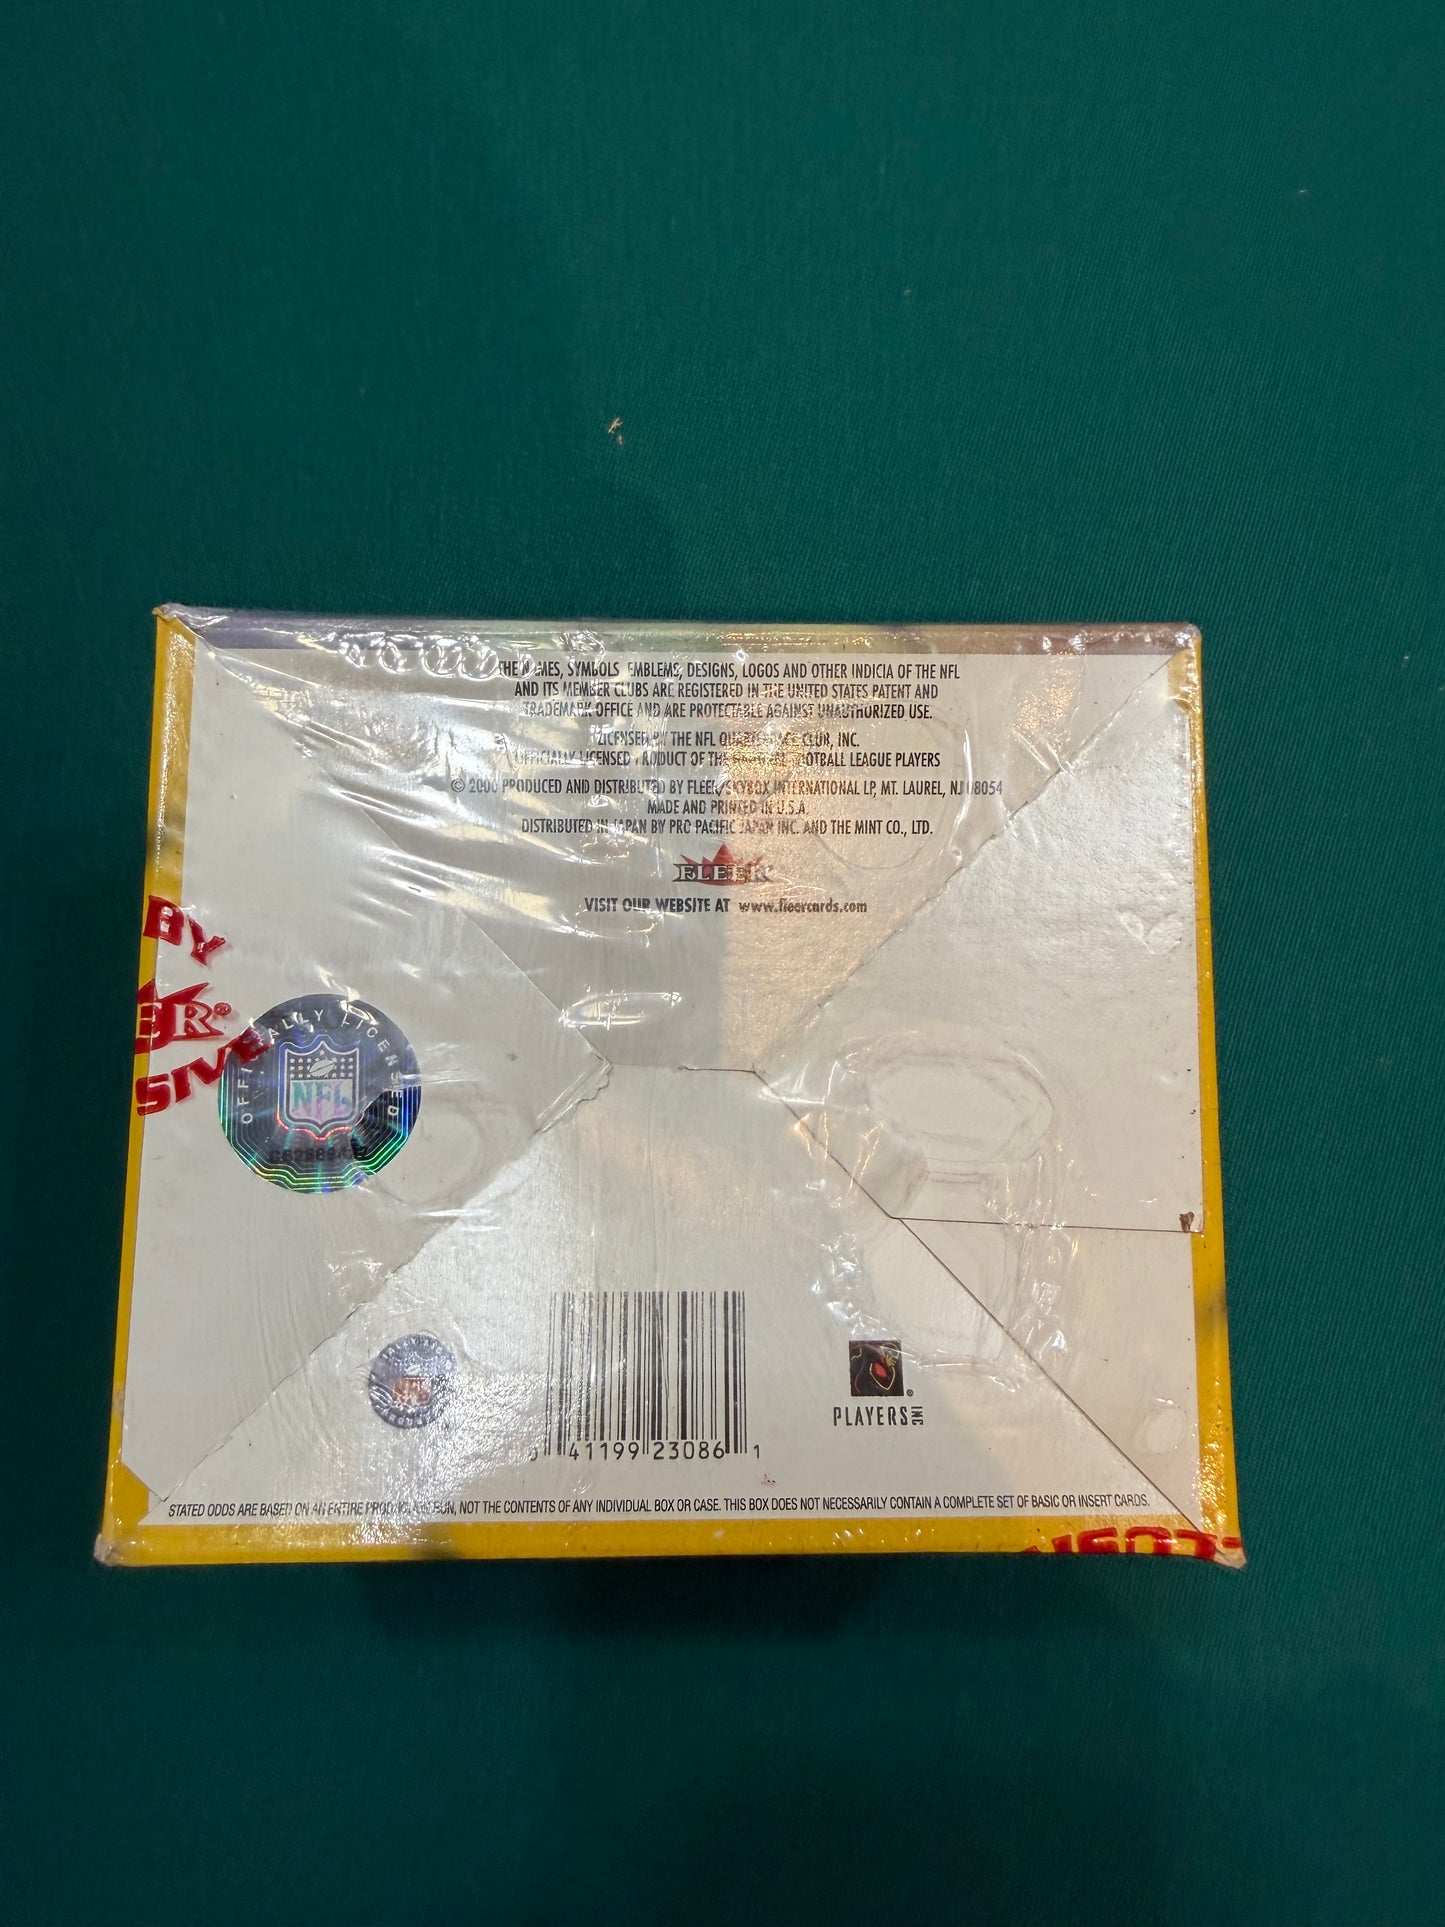 THE NAMES, SYMBOLS, EMBLEMS, DESIGNS, LOGOS AND OTHER INDICIA OF THE NFL
AND ITS MEMBER CLUBS ARE REGISTERED IN THE UNITED STATES PATENT AND
TRADEMARK OFFICE AND ARE PROTECTABLE AGAINST UNAUTHORIZED USE.
LICENSED BY THE NFL QUARTERBACK CLUB, INC.
OFFICIALLY LICENSED PRODUCT OF THE NATIONAL FOOTBALL LEAGUE PLAYERS
© 2000 PRODUCED AND DISTRIBUTED BY FLEER/SKYBOX INTERNATIONAL LP, MT. LAUREL, NJ 08054
MADE AND PRINTED IN U.S.A.
DISTRIBUTED IN JAPAN BY PRO PACIFIC JAPAN INC. AND THE MINT CO., LTD.
FLEER
VISIT OUR WEBSITE AT www.fleercards.com
BY
ER®
SIVE
OFFICIALLY LICENSED
NFL
NFL
PLAYERS INC
®
0 41199 23086 1
STATED ODDS ARE BASED ON AN ENTIRE PRODUCTION RUN, NOT THE CONTENTS OF ANY INDIVIDUAL BOX OR CASE. THIS BOX DOES NOT NECESSARILY CONTAIN A COMPLETE SET OF BASIC OR INSERT CARDS.